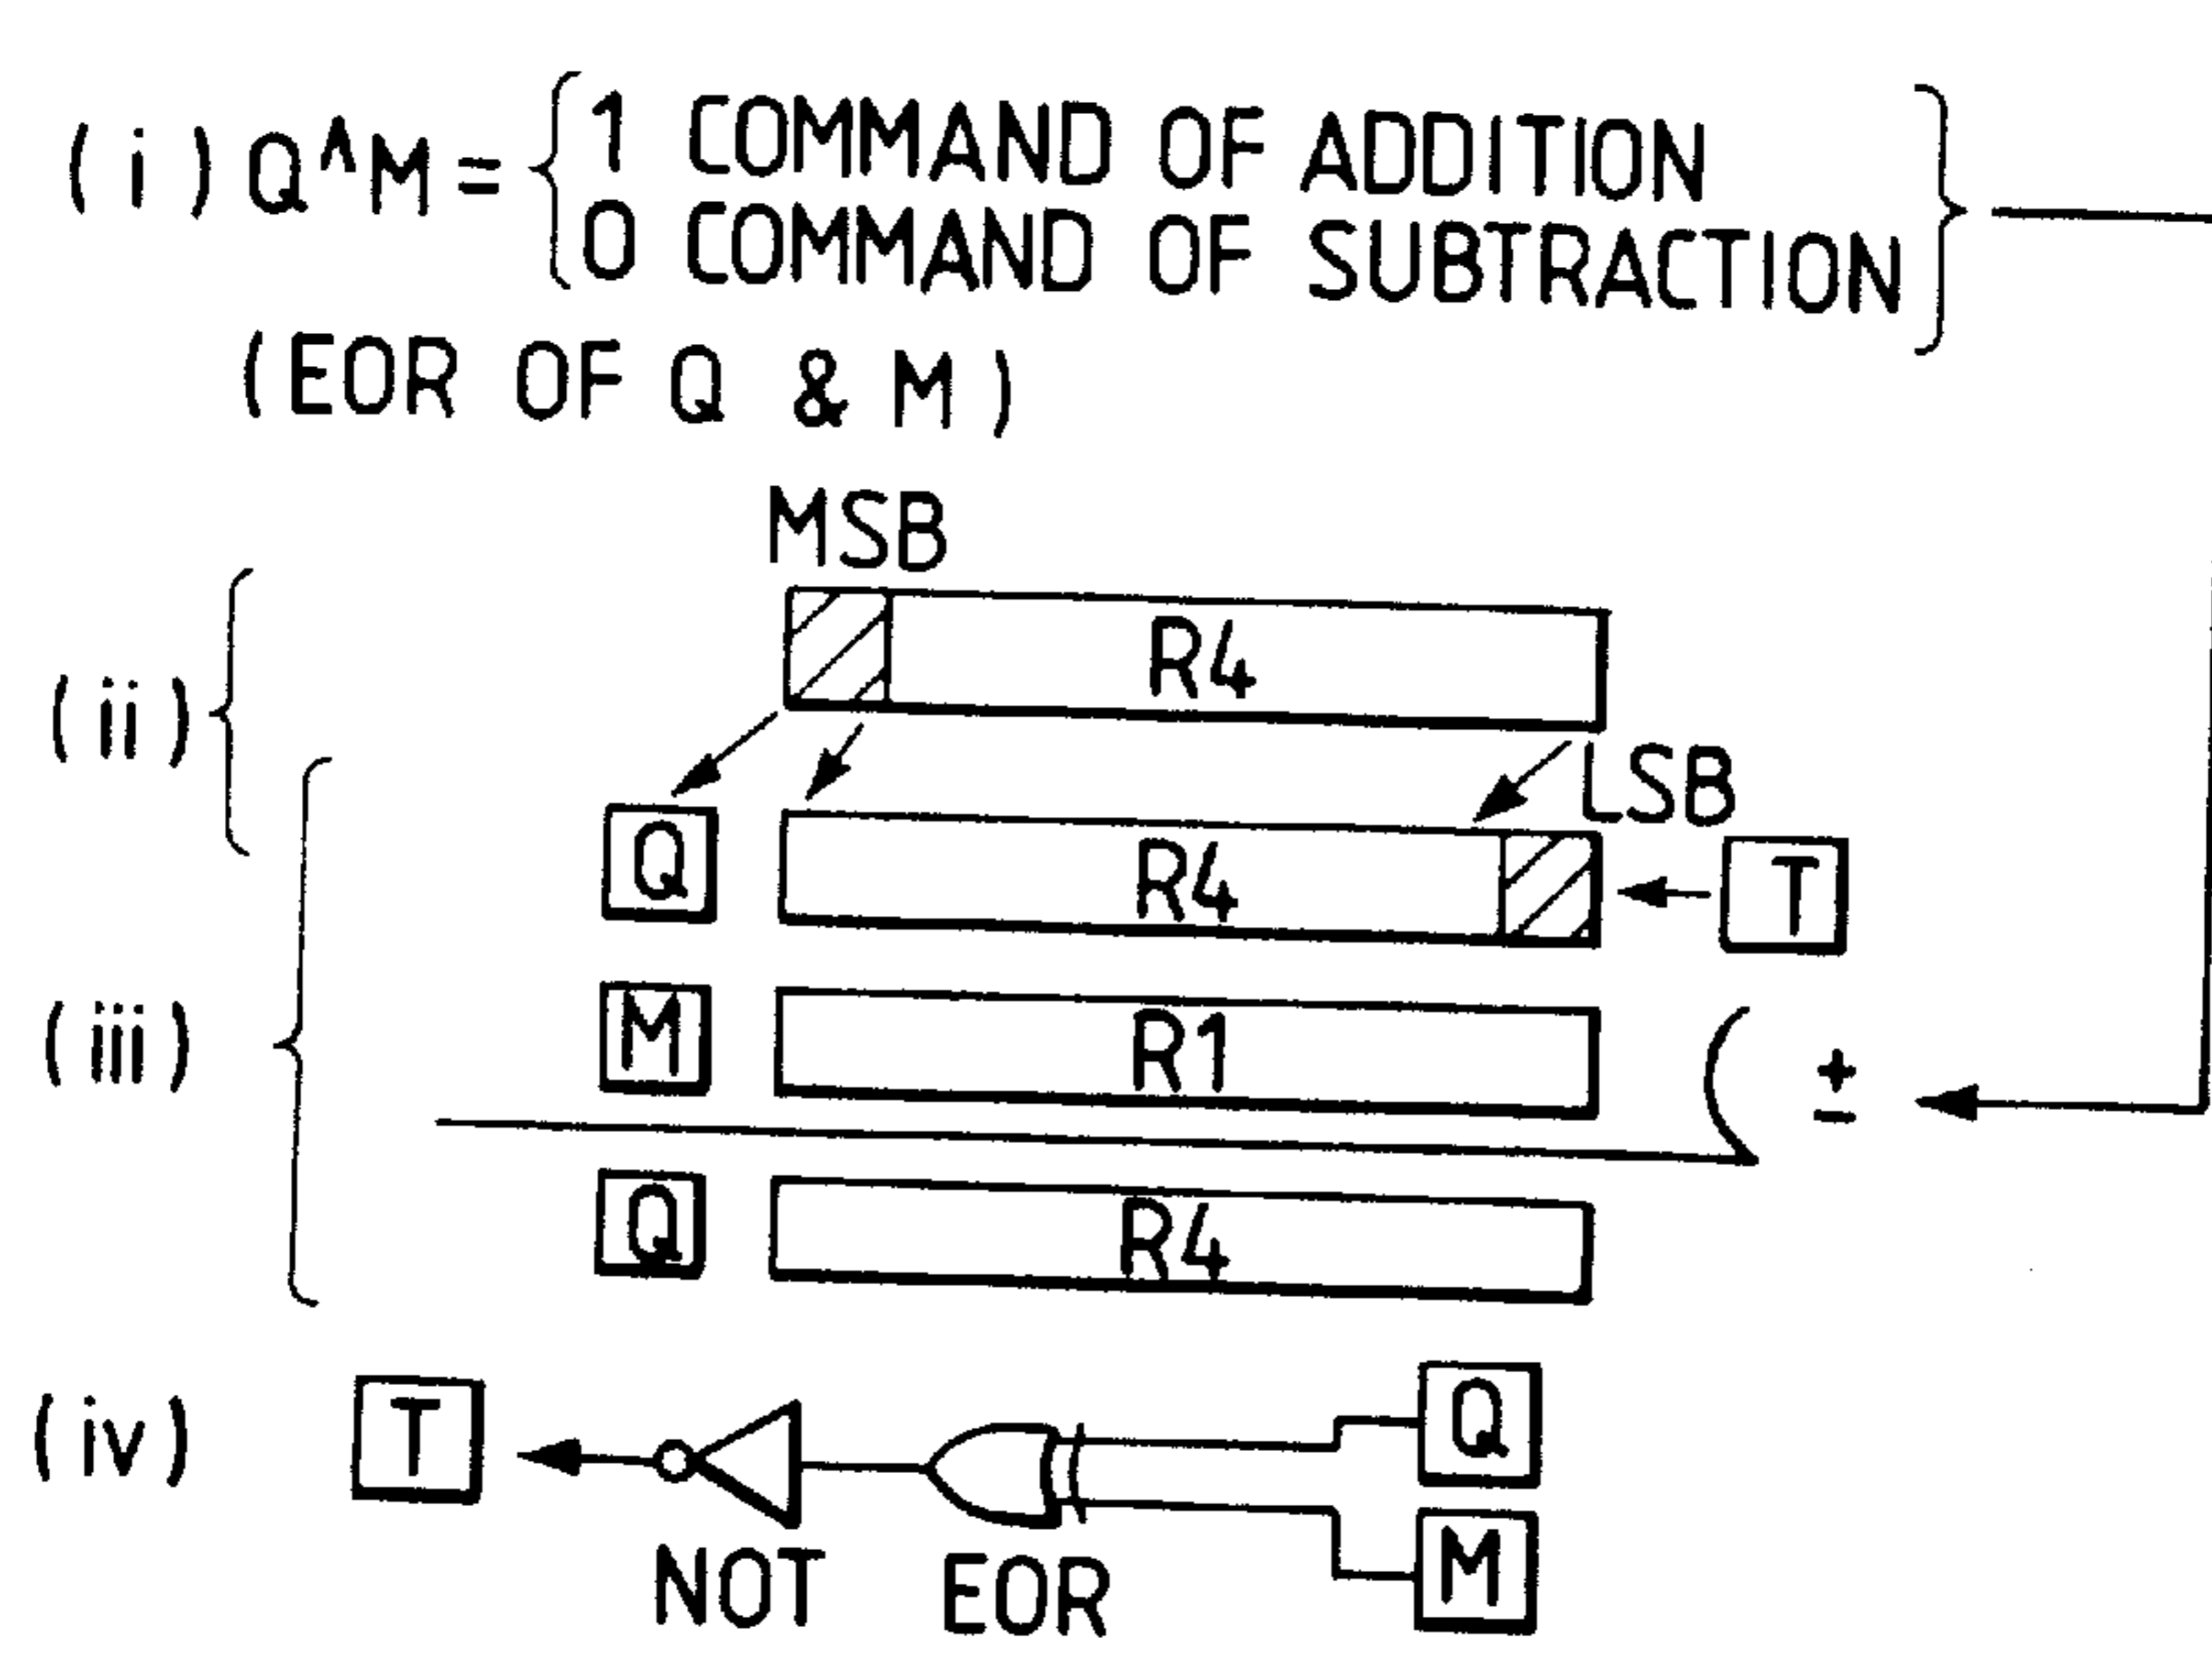 (i) Q^M = { 1 COMMAND OF ADDITION
0 COMMAND OF SUBTRACTION }
(EOR OF Q & M)
MSB
R4
(ii)
LSB
Q R4 T
(iii) M R1 ( ±
Q R4
(iv) T Q
M
NOT EOR